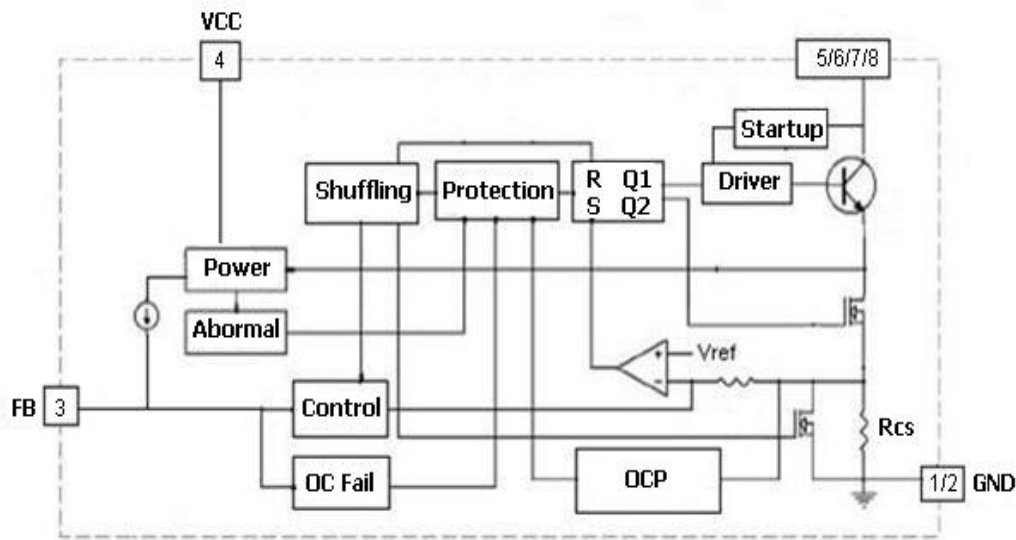 VCC
4
5/6/7/8
Startup
Shuffling
Protection
R Q1
S Q2
Driver
Power
Abormal
Vref
+
-
FB 3
Control
Rcs
OC Fail
OCP
1/2 GND